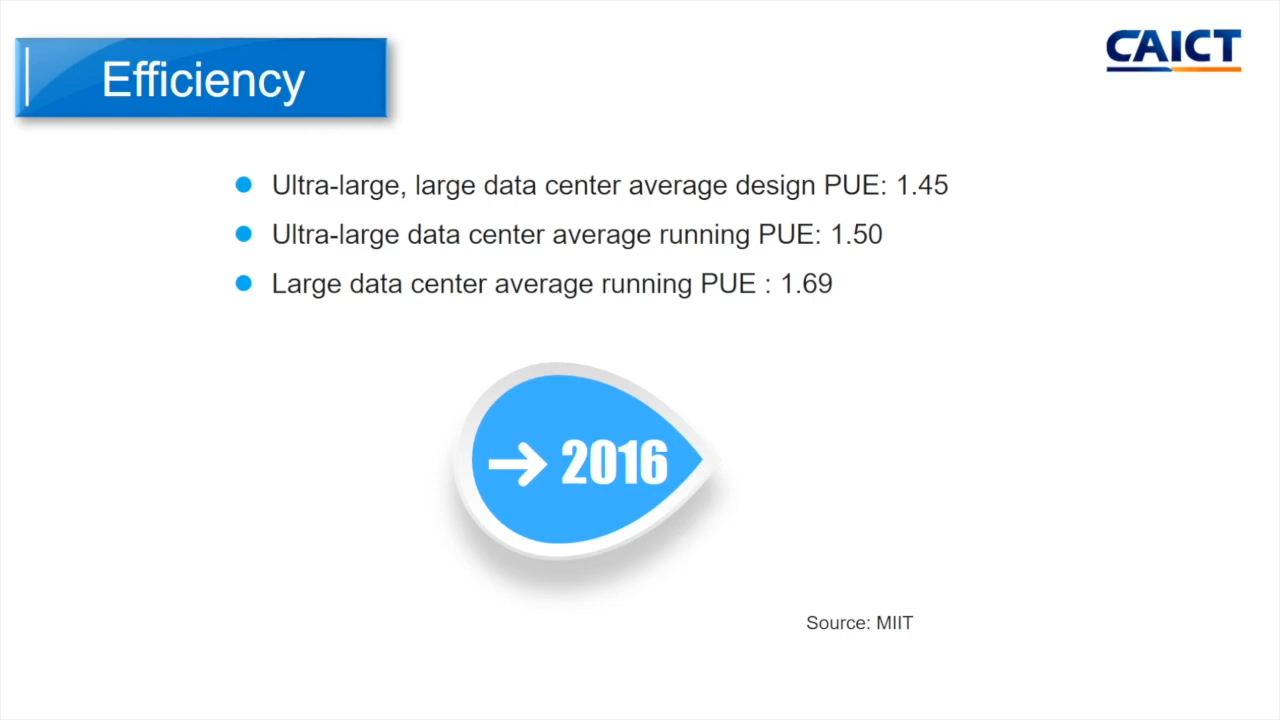 Efficiency
CAICT
Ultra-large, large data center average design PUE: 1.45
Ultra-large data center average running PUE: 1.50
Large data center average running PUE : 1.69
2016
Source: MIIT